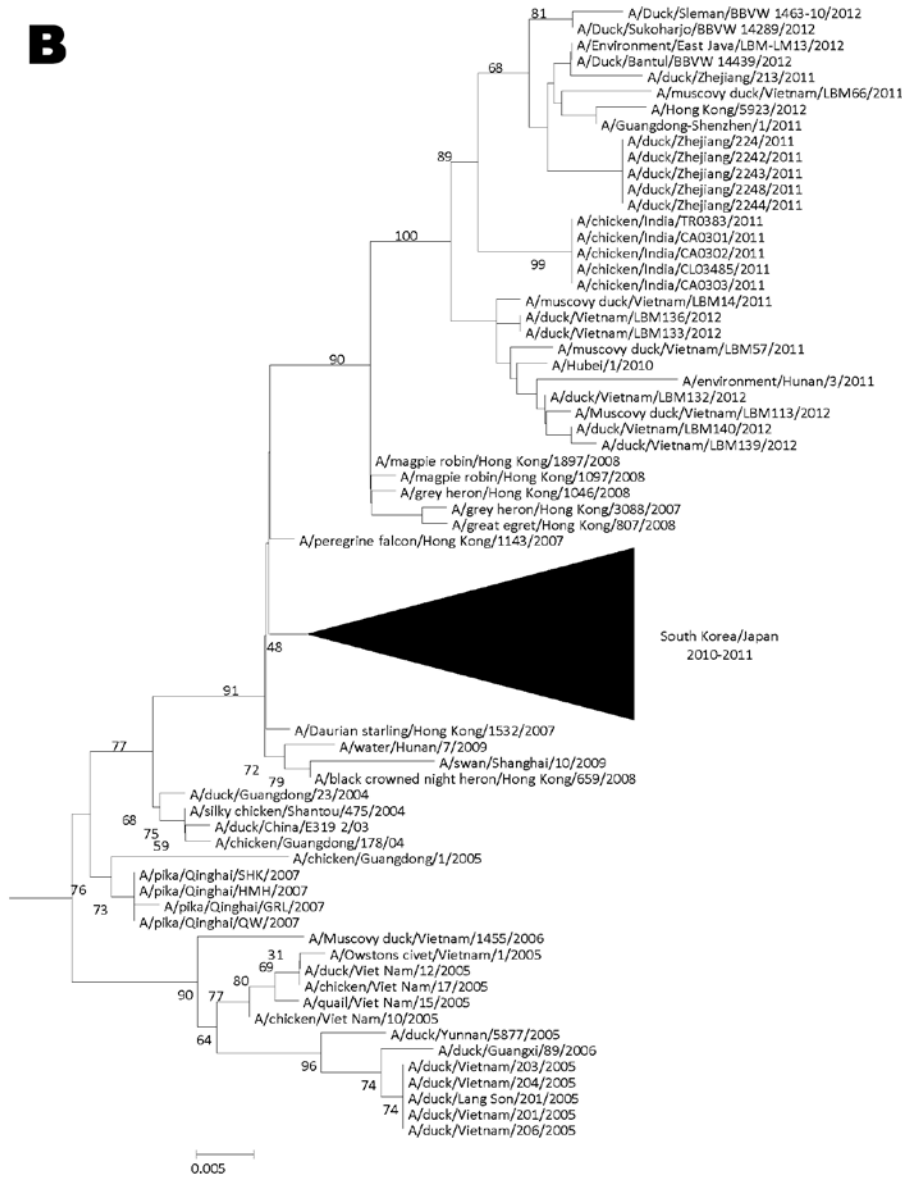 B
81
A/Duck/Sleman/BBVW 1463-10/2012
A/Duck/Sukoharjo/BBVW 14289/2012
A/Environment/East Java/LBM-LM13/2012
A/Duck/Bantul/BBVW 14439/2012
68
A/duck/Zhejiang/213/2011
A/muscovy duck/Vietnam/LBM66/2011
A/Hong Kong/5923/2012
A/Guangdong-Shenzhen/1/2011
A/duck/Zhejiang/224/2011
89
A/duck/Zhejiang/2242/2011
A/duck/Zhejiang/2243/2011
A/duck/Zhejiang/2248/2011
A/duck/Zhejiang/2244/2011
A/chicken/India/TR0383/2011
100
A/chicken/India/CA0301/2011
A/chicken/India/CA0302/2011
99
A/chicken/India/CL03485/2011
A/chicken/India/CA0303/2011
A/muscovy duck/Vietnam/LBM14/2011
A/duck/Vietnam/LBM136/2012
A/duck/Vietnam/LBM133/2012
A/muscovy duck/Vietnam/LBM57/2011
90
A/Hubei/1/2010
A/environment/Hunan/3/2011
A/duck/Vietnam/LBM132/2012
A/Muscovy duck/Vietnam/LBM113/2012
A/duck/Vietnam/LBM140/2012
A/duck/Vietnam/LBM139/2012
A/magpie robin/Hong Kong/1897/2008
A/magpie robin/Hong Kong/1097/2008
A/grey heron/Hong Kong/1046/2008
A/grey heron/Hong Kong/3088/2007
A/great egret/Hong Kong/807/2008
A/peregrine falcon/Hong Kong/1143/2007
South Korea/Japan
2010-2011
48
91
A/Daurian starling/Hong Kong/1532/2007
77
A/water/Hunan/7/2009
A/swan/Shanghai/10/2009
72
79
A/black crowned night heron/Hong Kong/659/2008
A/duck/Guangdong/23/2004
A/silky chicken/Shantou/475/2004
68
A/duck/China/E319 2/03
75
59
A/chicken/Guangdong/178/04
A/chicken/Guangdong/1/2005
A/pika/Qinghai/SHK/2007
76
A/pika/Qinghai/HMH/2007
73
A/pika/Qinghai/GRL/2007
A/pika/Qinghai/QW/2007
A/Muscovy duck/Vietnam/1455/2006
31
A/Owstons civet/Vietnam/1/2005
69
A/duck/Viet Nam/12/2005
80
A/chicken/Viet Nam/17/2005
90
77
A/quail/Viet Nam/15/2005
A/chicken/Viet Nam/10/2005
64
A/duck/Yunnan/5877/2005
A/duck/Guangxi/89/2006
96
A/duck/Vietnam/203/2005
74
A/duck/Vietnam/204/2005
A/duck/Lang Son/201/2005
74
A/duck/Vietnam/201/2005
A/duck/Vietnam/206/2005
0.005